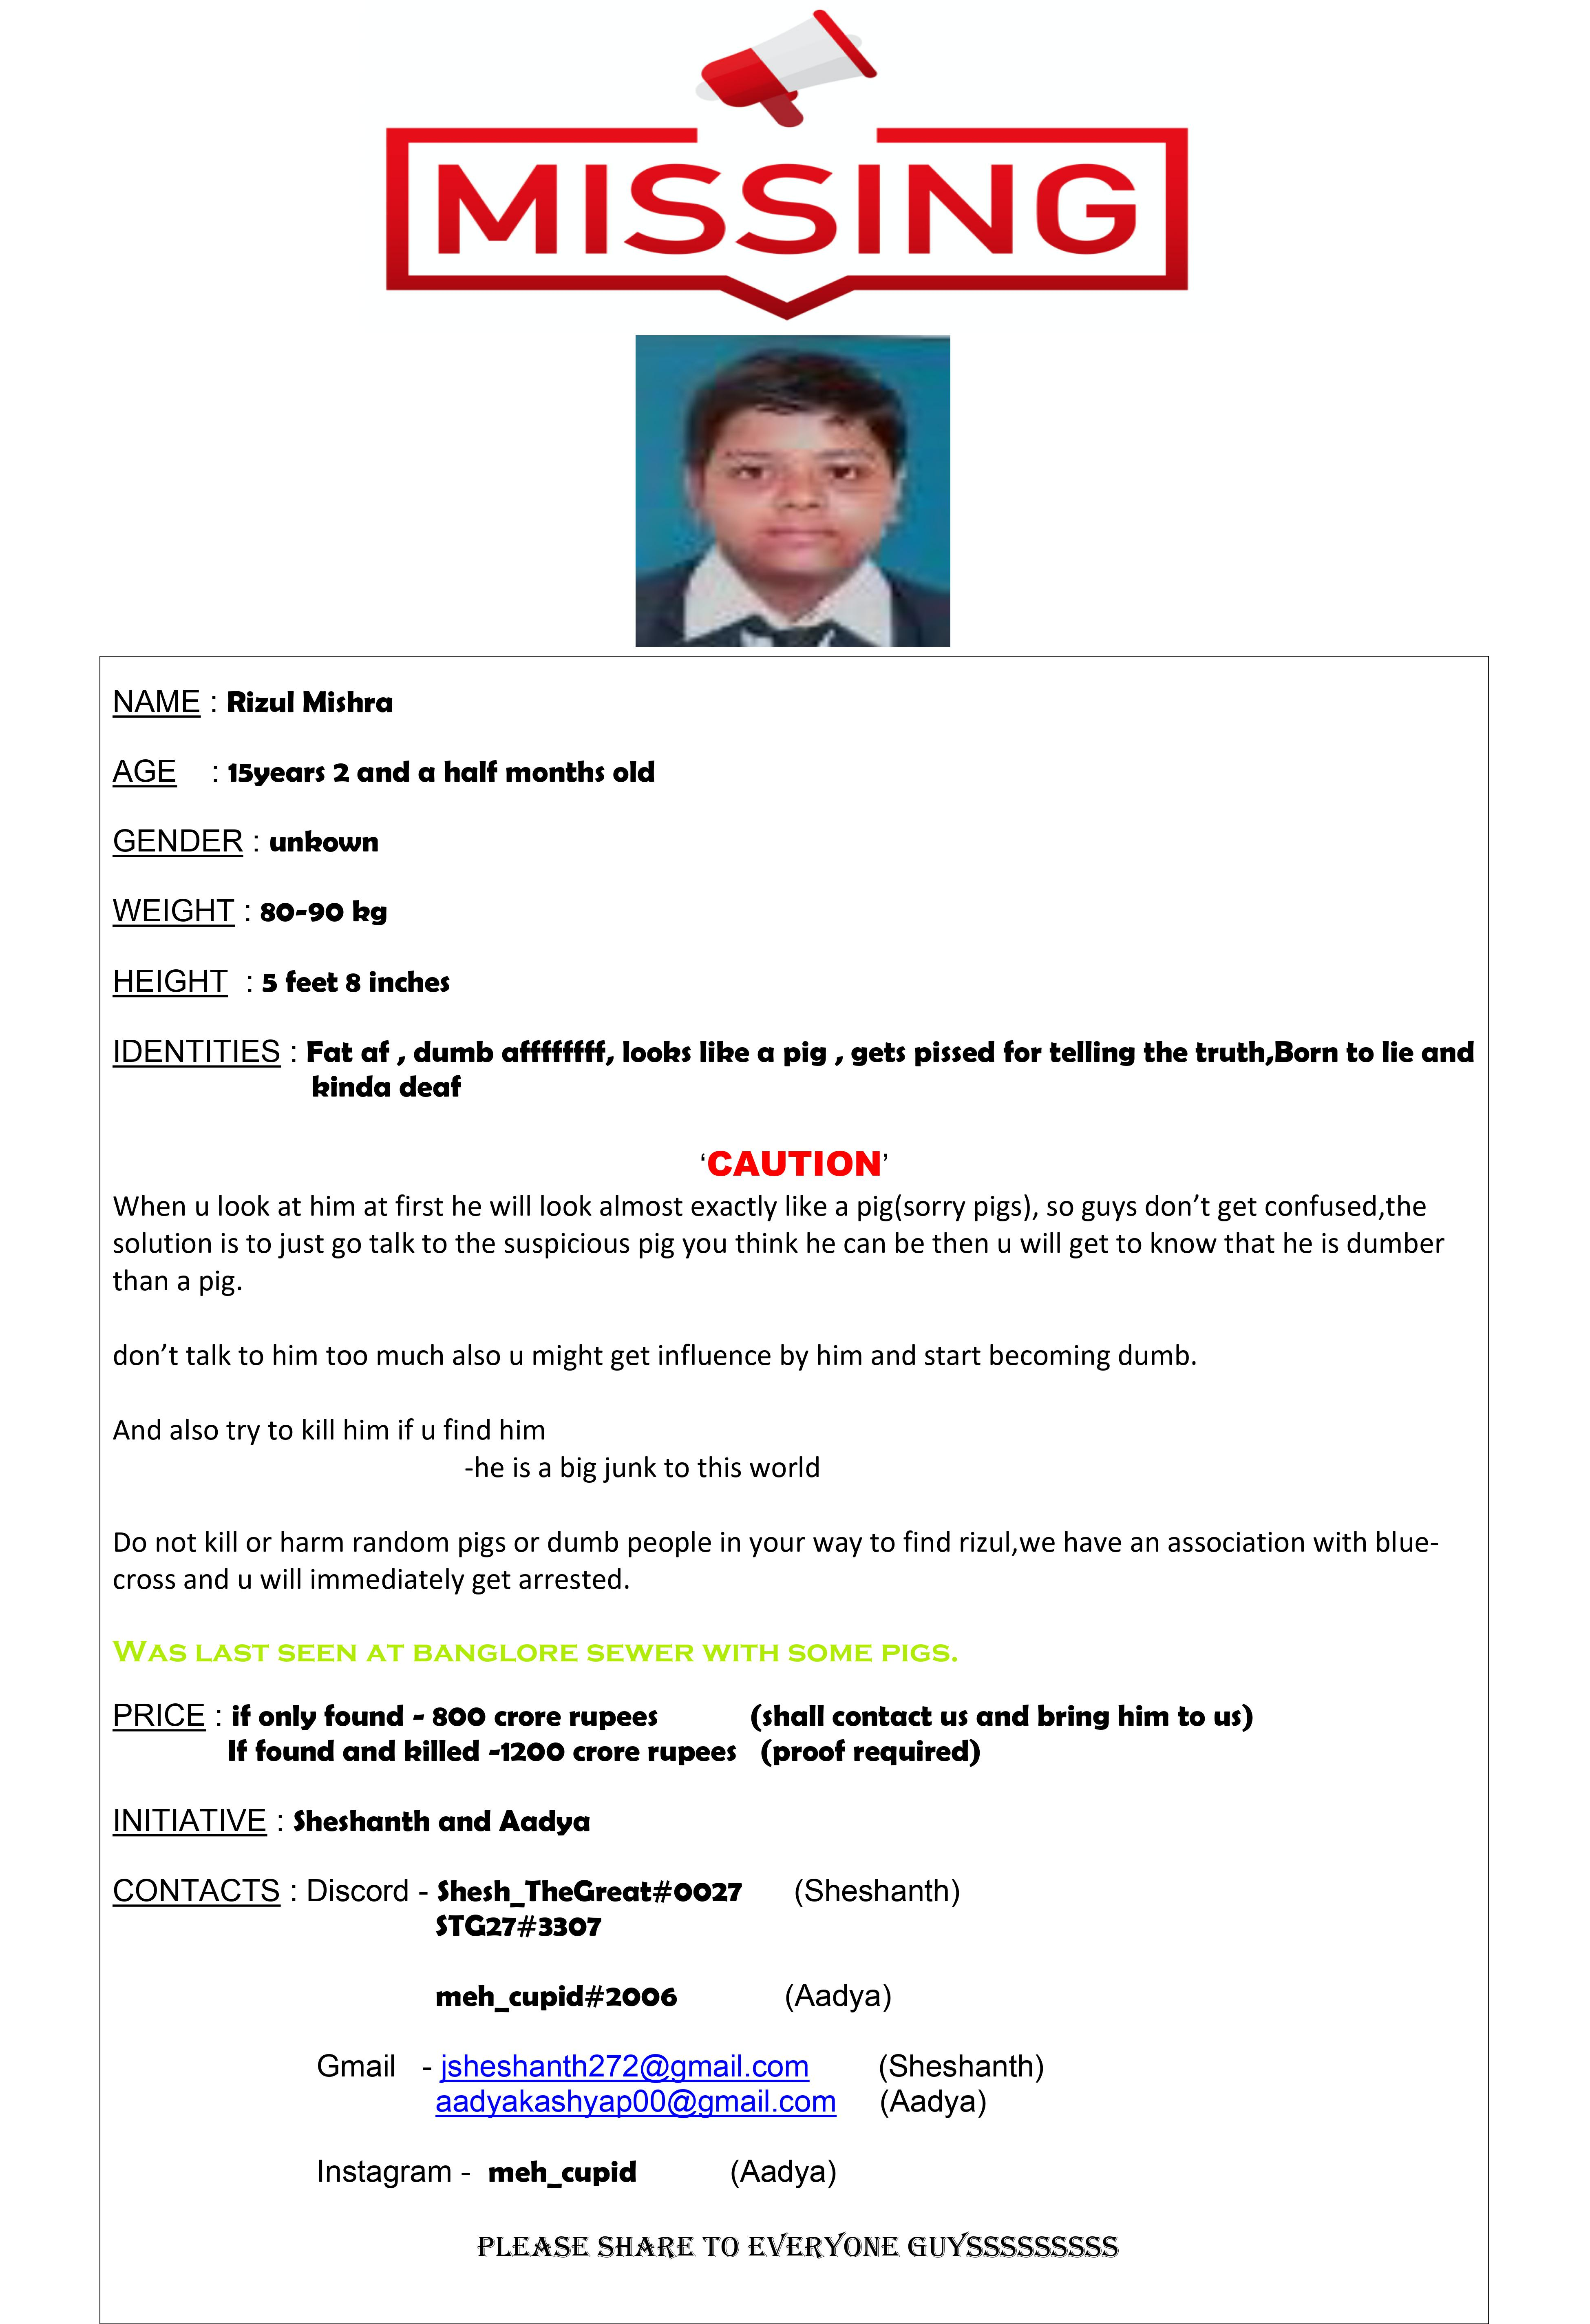 MISSING
NAME : Rizul Mishra
AGE : 15years 2 and a half months old
GENDER : unkown
WEIGHT : 80-90 kg
HEIGHT : 5 feet 8 inches
IDENTITIES : Fat af , dumb affffffff, looks like a pig , gets pissed for telling the truth,Born to lie and
kinda deaf
‘CAUTION’
When u look at him at first he will look almost exactly like a pig(sorry pigs), so guys don’t get confused,the
solution is to just go talk to the suspicious pig you think he can be then u will get to know that he is dumber
than a pig.
don’t talk to him too much also u might get influence by him and start becoming dumb.
And also try to kill him if u find him
-he is a big junk to this world
Do not kill or harm random pigs or dumb people in your way to find rizul,we have an association with blue-
cross and u will immediately get arrested.
Was last seen at banglore sewer with some pigs.
PRICE : if only found - 800 crore rupees (shall contact us and bring him to us)
If found and killed -1200 crore rupees (proof required)
INITIATIVE : Sheshanth and Aadya
CONTACTS : Discord - Shesh_TheGreat#0027 (Sheshanth)
STG27#3307
meh_cupid#2006 (Aadya)
Gmail - jsheshanth272@gmail.com (Sheshanth)
aadyakashyap00@gmail.com (Aadya)
Instagram - meh_cupid (Aadya)
PLEASE SHARE TO EVERYONE GUYSSSSSSSSS